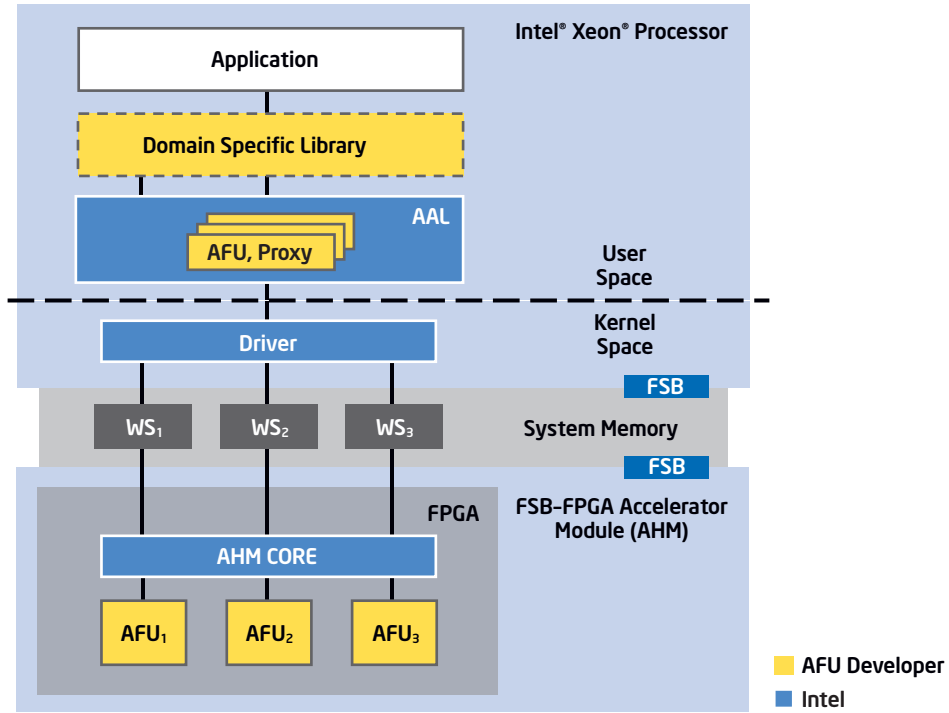 Intel® Xeon® Processor
Application
Domain Specific Library
AAL
AFU, Proxy
User
Space
Kernel
Space
Driver
FSB
WS₁
WS₂
WS₃
System Memory
FSB
FPGA
FSB–FPGA Accelerator
Module (AHM)
AHM CORE
AFU₁
AFU₂
AFU₃
AFU Developer
Intel